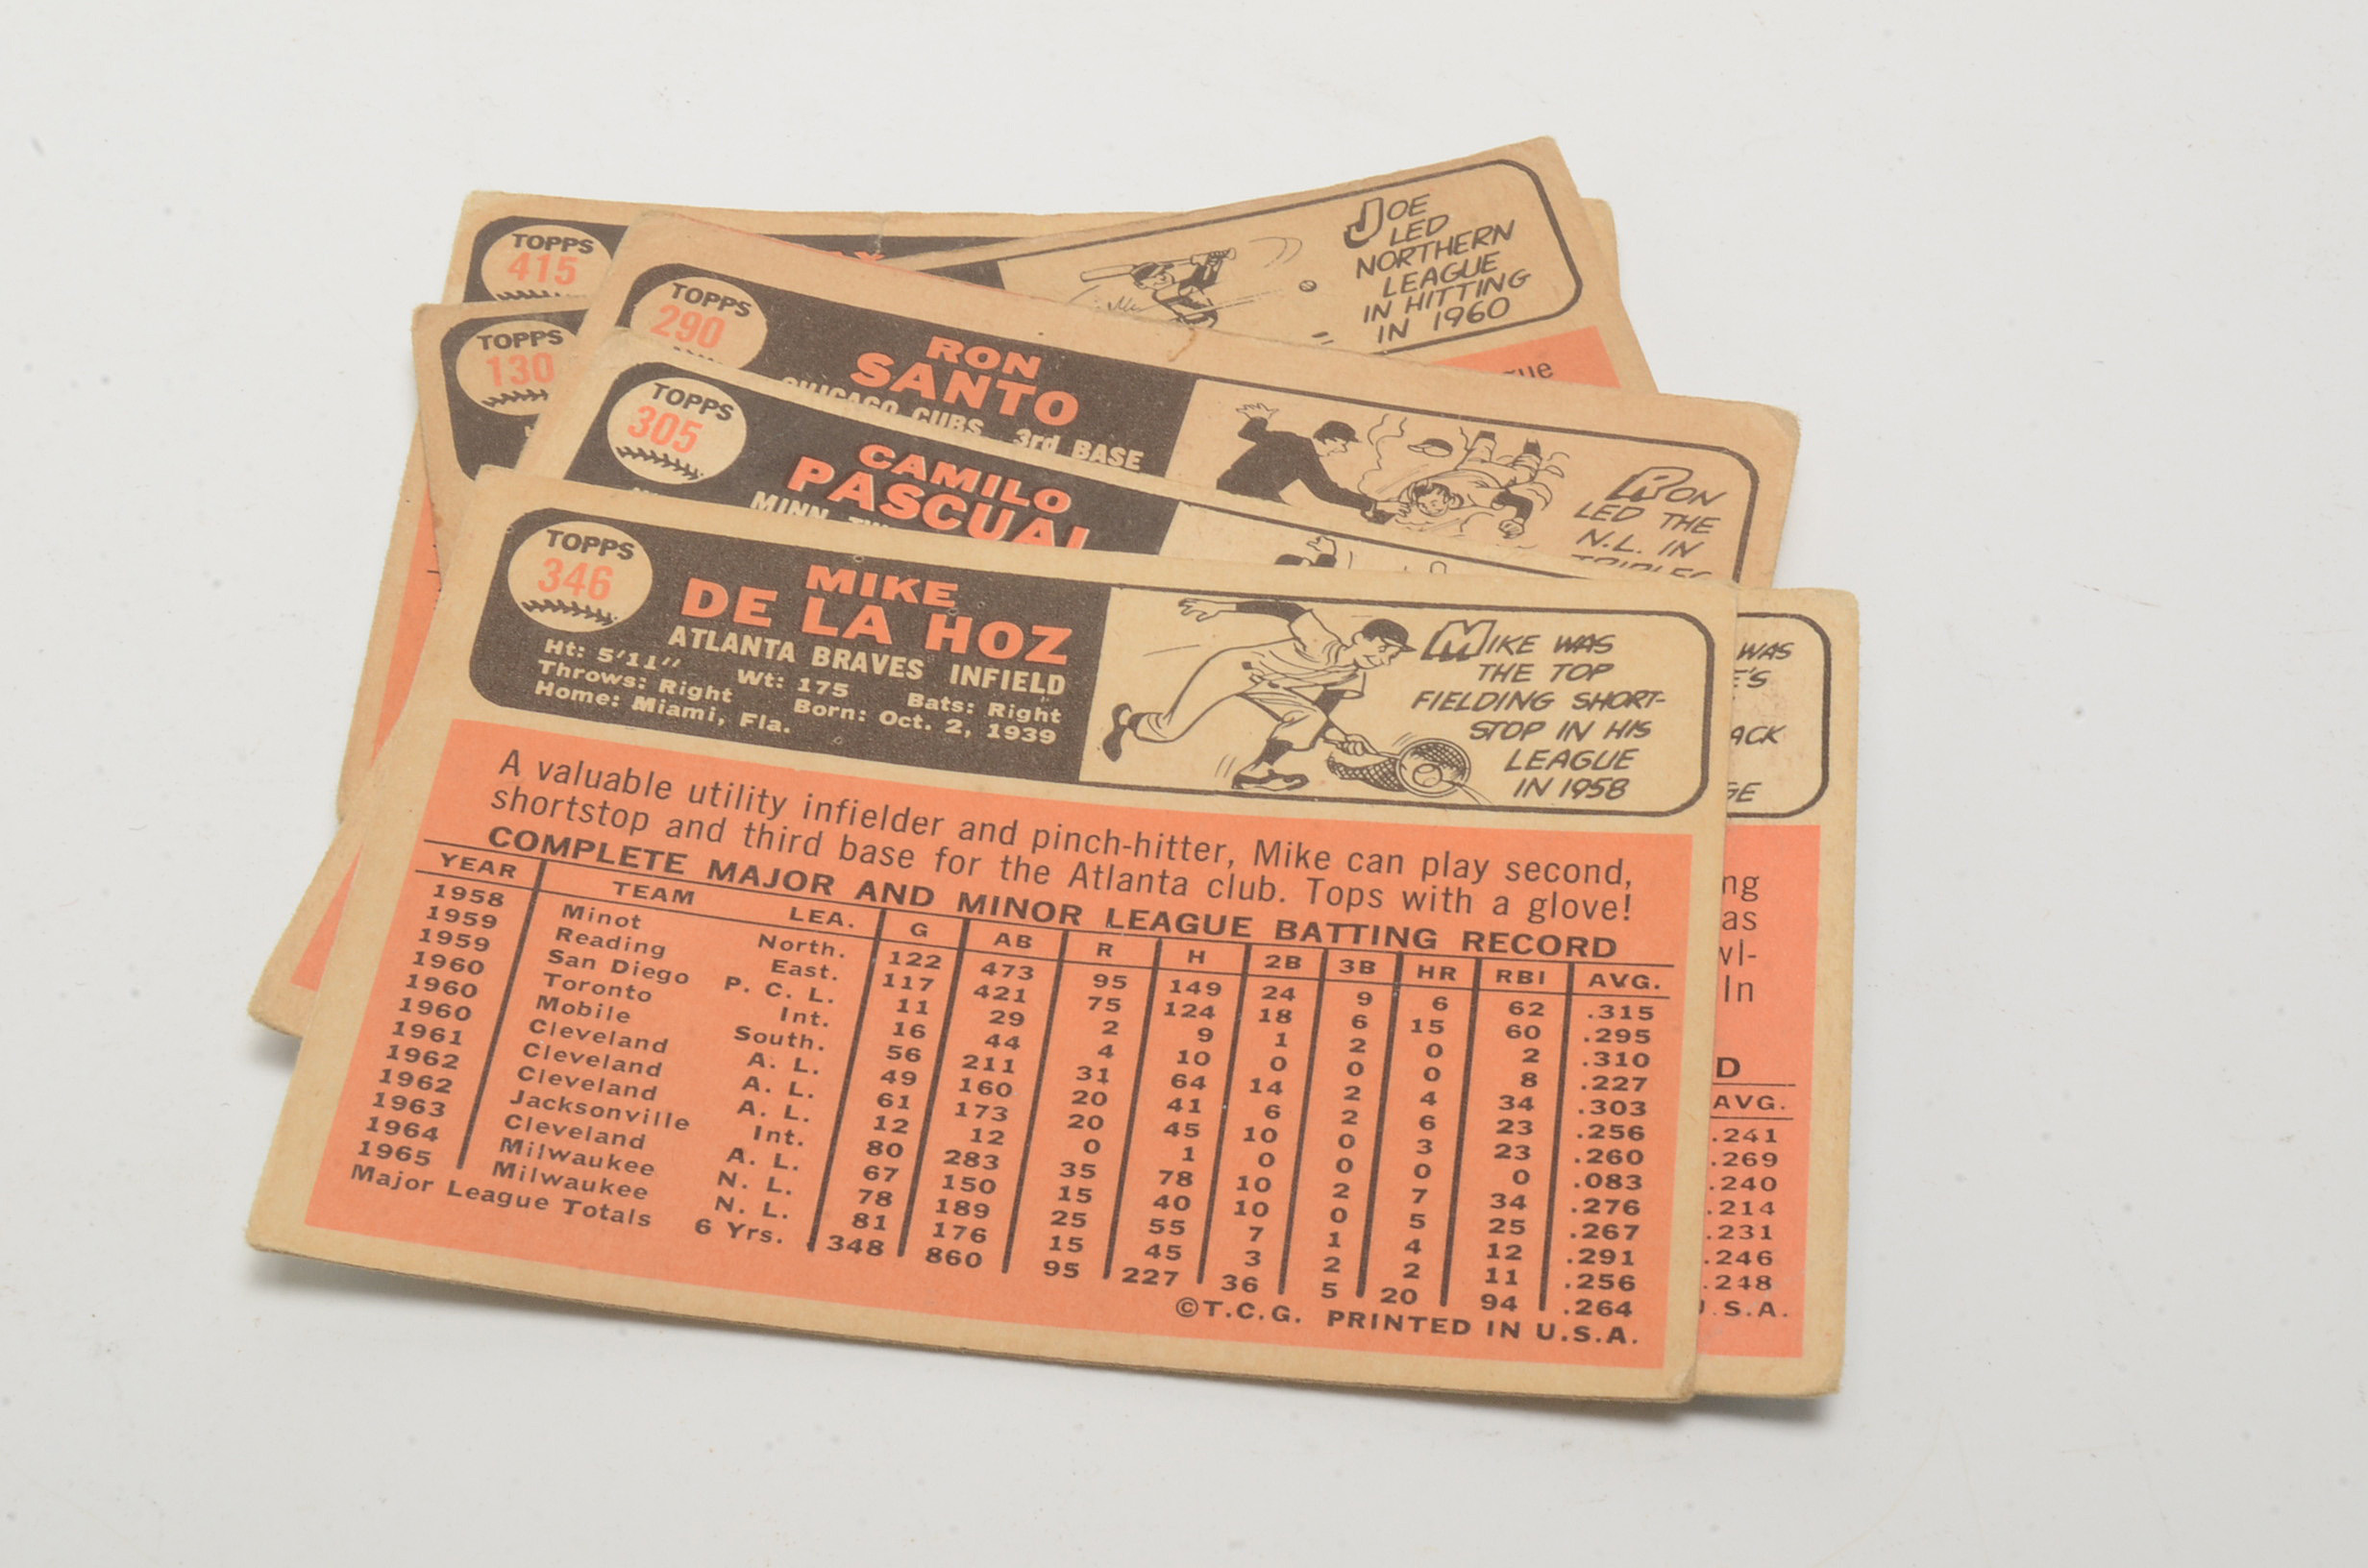 TOPPS
415
JOE
LED
NORTHERN
LEAGUE
IN HITTING
IN 1960
TOPPS
130
TOPPS
290
RON
SANTO
CHICAGO CUBS 3rd BASE
RON
LED THE
N.L. IN
TRIPLES
TOPPS
305
CAMILO
PASCUAL
MINN.
TOPPS
346
MIKE
DE LA HOZ
ATLANTA BRAVES INFIELD
Ht: 5'11" Wt: 175 Bats: Right
Throws: Right Born: Oct. 2, 1939
Home: Miami, Fla.
MIKE WAS
THE TOP
FIELDING SHORT-
STOP IN HIS
LEAGUE
IN 1958
A valuable utility infielder and pinch-hitter, Mike can play second,
shortstop and third base for the Atlanta club. Tops with a glove!
COMPLETE MAJOR AND MINOR LEAGUE BATTING RECORD
YEAR TEAM LEA. G AB R H 2B 3B HR RBI AVG.
1958 Minot North. 122 473 95 149 24 9 6 62 .315
1959 Reading East. 117 421 75 124 18 6 15 60 .295
1959 San Diego P. C. L. 11 29 2 9 1 2 0 2 .310
1960 Toronto Int. 16 44 4 10 0 0 0 8 .227
1960 Mobile South. 56 211 31 64 14 2 4 34 .303
1960 Cleveland A. L. 49 160 20 41 6 2 6 23 .256
1961 Cleveland A. L. 61 173 20 45 10 0 3 23 .260
1962 Cleveland A. L. 12 12 0 1 0 0 0 0 .083
1962 Jacksonville Int. 80 283 35 78 10 2 7 34 .276
1963 Cleveland A. L. 67 150 15 40 10 0 5 25 .267
1964 Milwaukee N. L. 78 189 25 55 7 1 4 12 .291
1965 Milwaukee N. L. 81 176 15 45 3 2 2 11 .256
Major League Totals 6 Yrs. 348 860 95 227 36 5 20 94 .264
©T.C.G. PRINTED IN U.S.A.
WAS
E'S
ACK
GE
ng
as
wl-
In
D
AVG.
.241
.269
.240
.214
.231
.246
.248
U.S.A.